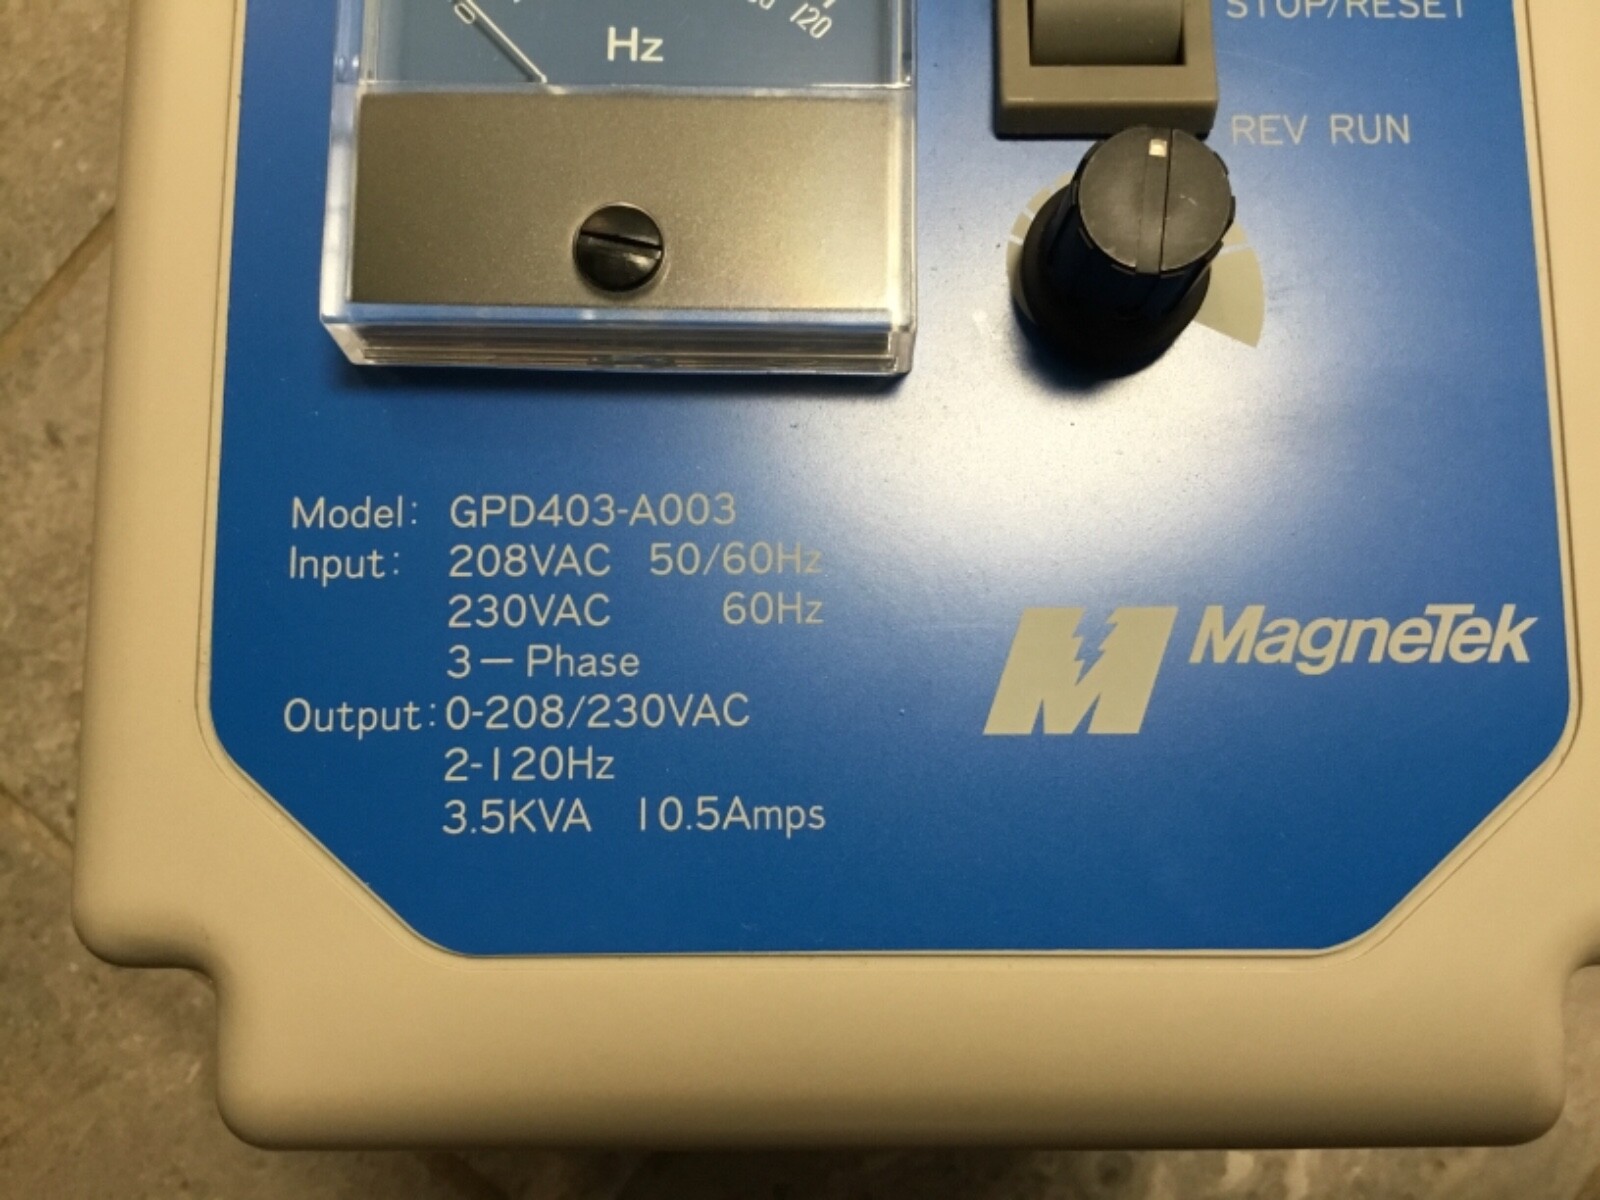 0
120
Hz
STOP/RESET
REV RUN
Model: GPD403-A003
Input: 208VAC 50/60Hz
230VAC 60Hz
3 — Phase
Output: 0-208/230VAC
2-120Hz
3.5KVA 10.5Amps
MagneTek